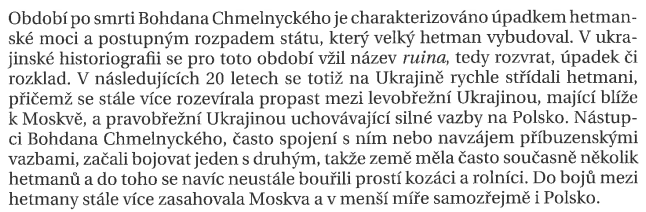 Období po smrti Bohdana Chmelnyckého je charakterizováno úpadkem hetman-
ské moci a postupným rozpadem státu, který velký hetman vybudoval. V ukra-
jinské historiografii se pro toto období vžil název ruina, tedy rozvrat, úpadek či
rozklad. V následujících 20 letech se totiž na Ukrajině rychle střídali hetmani,
přičemž se stále více rozevírala propast mezi levobřežní Ukrajinou, mající blíže
k Moskvě, a pravobřežní Ukrajinou uchovávající silné vazby na Polsko. Nástup-
ci Bohdana Chmelnyckého, často spojení s ním nebo navzájem příbuzenskými
vazbami, začali bojovat jeden s druhým, takže země měla často současně několik
hetmanů a do toho se navíc neustále bouřili prostí kozáci a rolníci. Do bojů mezi
hetmany stále více zasahovala Moskva a v menší míře samozřejmě i Polsko.